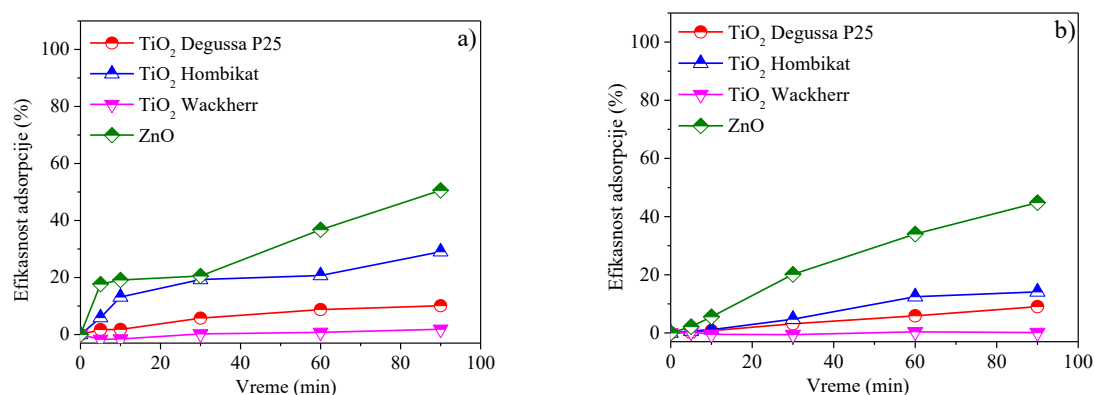 a)
TiO2 Degussa P25
TiO2 Hombikat
TiO2 Wackherr
ZnO
Efikasnost adsorpcije (%)
100
80
60
40
20
0
0 20 40 60 80 100
Vreme (min)
b)
TiO2 Degussa P25
TiO2 Hombikat
TiO2 Wackherr
ZnO
Efikasnost adsorpcije (%)
100
80
60
40
20
0
0 20 40 60 80 100
Vreme (min)